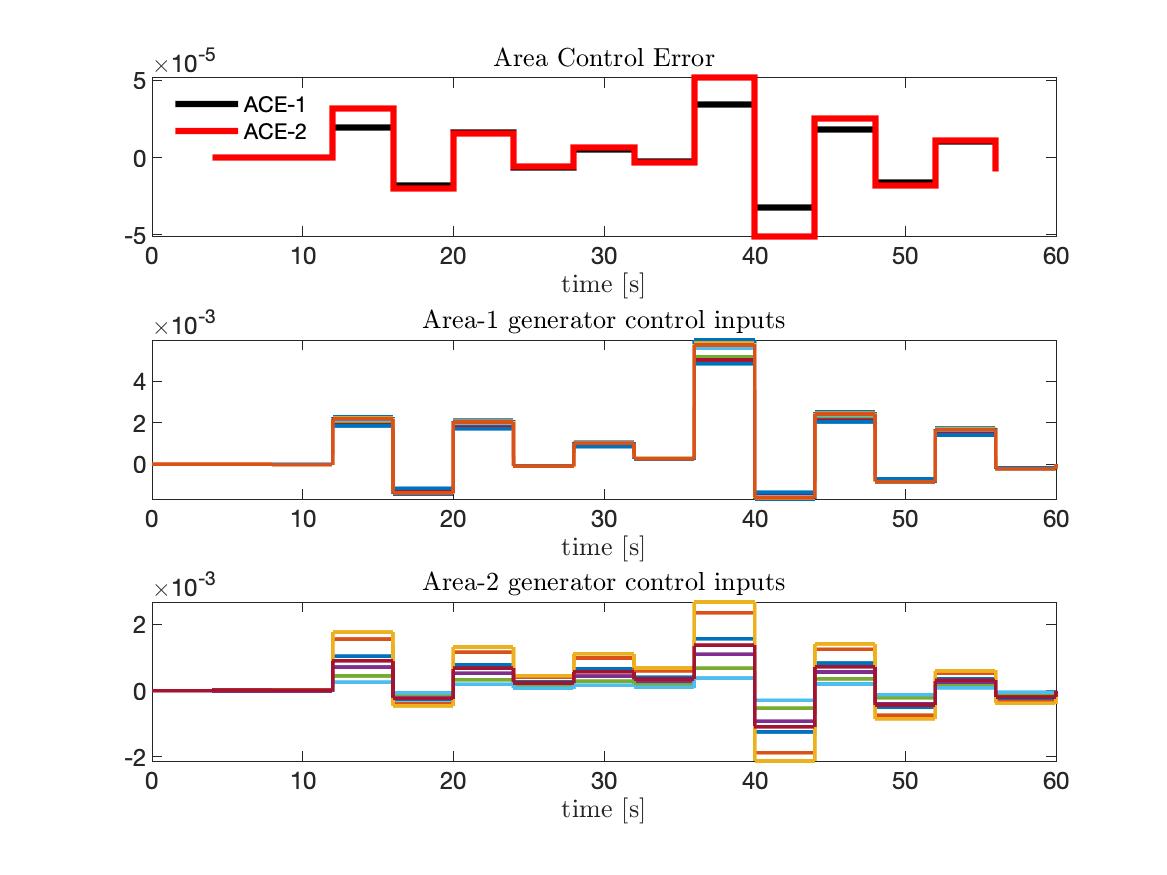 Area Control Error
×10-5
5
0
-5
ACE-1
ACE-2
0 10 20 30 40 50 60
time [s]
Area-1 generator control inputs
×10-3
4
2
0
0 10 20 30 40 50 60
time [s]
Area-2 generator control inputs
×10-3
2
0
-2
0 10 20 30 40 50 60
time [s]